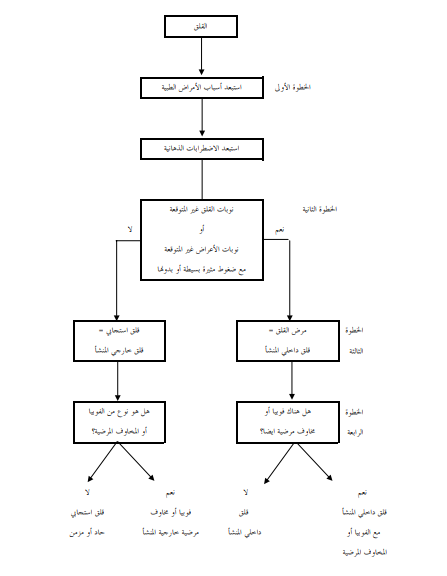 القلق
استبعد أسباب الأمراض الطبية
الخطوة الأولى
استبعد الاضطرابات الذهانية
نوبات القلق غير المتوقعة
أو
نوبات الأعراض غير المتوقعة
مع ضغوط مثيرة بسيطة أو بدونها
الخطوة الثانية
نعم
لا
الخطوة
الثالثة
مرض القلق =
قلق داخلي المنشأ
قلق استجابي =
قلق خارجي المنشأ
الخطوة
الرابعة
هل هناك فوبيا أو
مخاوف مرضية ايضا؟
هل هو نوع من الفوبيا
أو المخاوف المرضية؟
نعم
قلق داخلي المنشأ
مع الفوبيا أو
المخاوف المرضية
لا
قلق
داخلي المنشأ
نعم
فوبيا أو مخاوف
مرضية خارجية المنشأ
لا
قلق استجابي
حاد أو مزمن